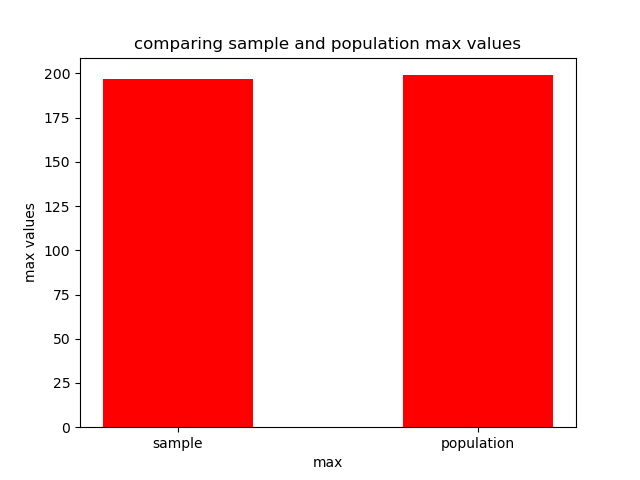 comparing sample and population max values
max values
200
175
150
125
100
75
50
25
0
sample population
max